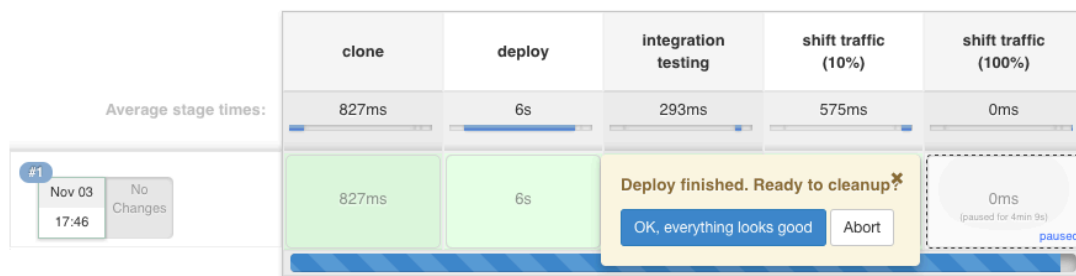 clone
deploy
integration
testing
shift traffic
(10%)
shift traffic
(100%)
Average stage times:
827ms
6s
293ms
575ms
0ms
#1
Nov 03
17:46
No
Changes
827ms
6s
Deploy finished. Ready to cleanup?
OK, everything looks good
Abort
0ms
(paused for 4min 9s)
paused